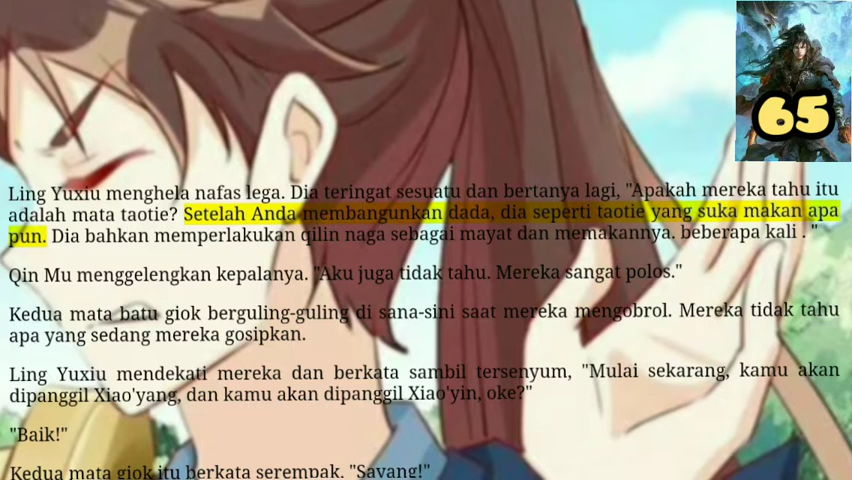 65
Ling Yuxiu menghela nafas lega. Dia teringat sesuatu dan bertanya lagi, "Apakah mereka tahu itu
adalah mata taotie? Setelah Anda membangunkan dada, dia seperti taotie yang suka makan apa
pun. Dia bahkan memperlakukan qilin naga sebagai mayat dan memakannya. beberapa kali . "
Qin Mu menggelengkan kepalanya. "Aku juga tidak tahu. Mereka sangat polos."
Kedua mata batu giok berguling-guling di sana-sini saat mereka mengobrol. Mereka tidak tahu
apa yang sedang mereka gosipkan.
Ling Yuxiu mendekati mereka dan berkata sambil tersenyum, "Mulai sekarang, kamu akan
dipanggil Xiao'yang, dan kamu akan dipanggil Xiao'yin, oke?"
"Baik!"
Kedua mata giok itu berkata serempak. "Sayang!"